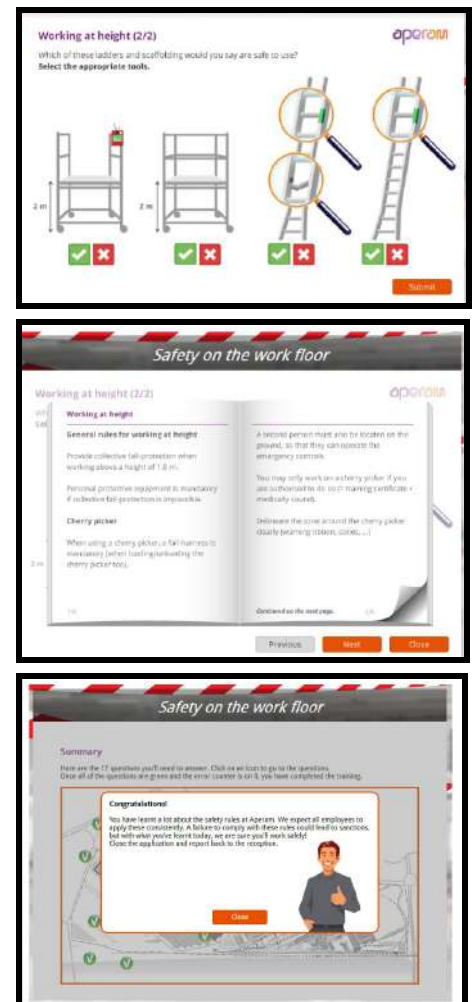 Working at height (2/2)
aperam
Which of these ladders and scaffolding would you say are safe to use?
Select the appropriate tools.
2 m
2 m
Submit
Safety on the work floor
Working at height (2/2)
aperam
Working at height
General rules for working at height
Provide collective fall-protection when
working above a height of 1.8 m.
Personal protective equipment is mandatory
if collective fall-protection is impossible.
Cherry picker
When using a cherry picker, a fall harness is
mandatory (when loading/unloading the
cherry picker too).
A second person must also be located on the
ground, so that they can operate the
emergency controls.
You may only work on a cherry picker if you
are authorised to do so (+ training certificate +
medically sound).
Delineate the zone around the cherry picker
clearly (warning ribbon, cones, ...)
Continued on the next page.
2 m
Previous
Next
Close
Safety on the work floor
Summary
Here are the 17 questions you'll need to answer. Click on an icon to go to the questions.
Once all of the questions are green and the error counter is on 0, you have completed the training.
Congratulations!
You have learnt a lot about the safety rules at Aperam. We expect all employees to
apply these consistently. A failure to comply with these rules could lead to sanctions,
but with what you've learnt today, we are sure you'll work safely!
Close the application and report back to the reception.
Close